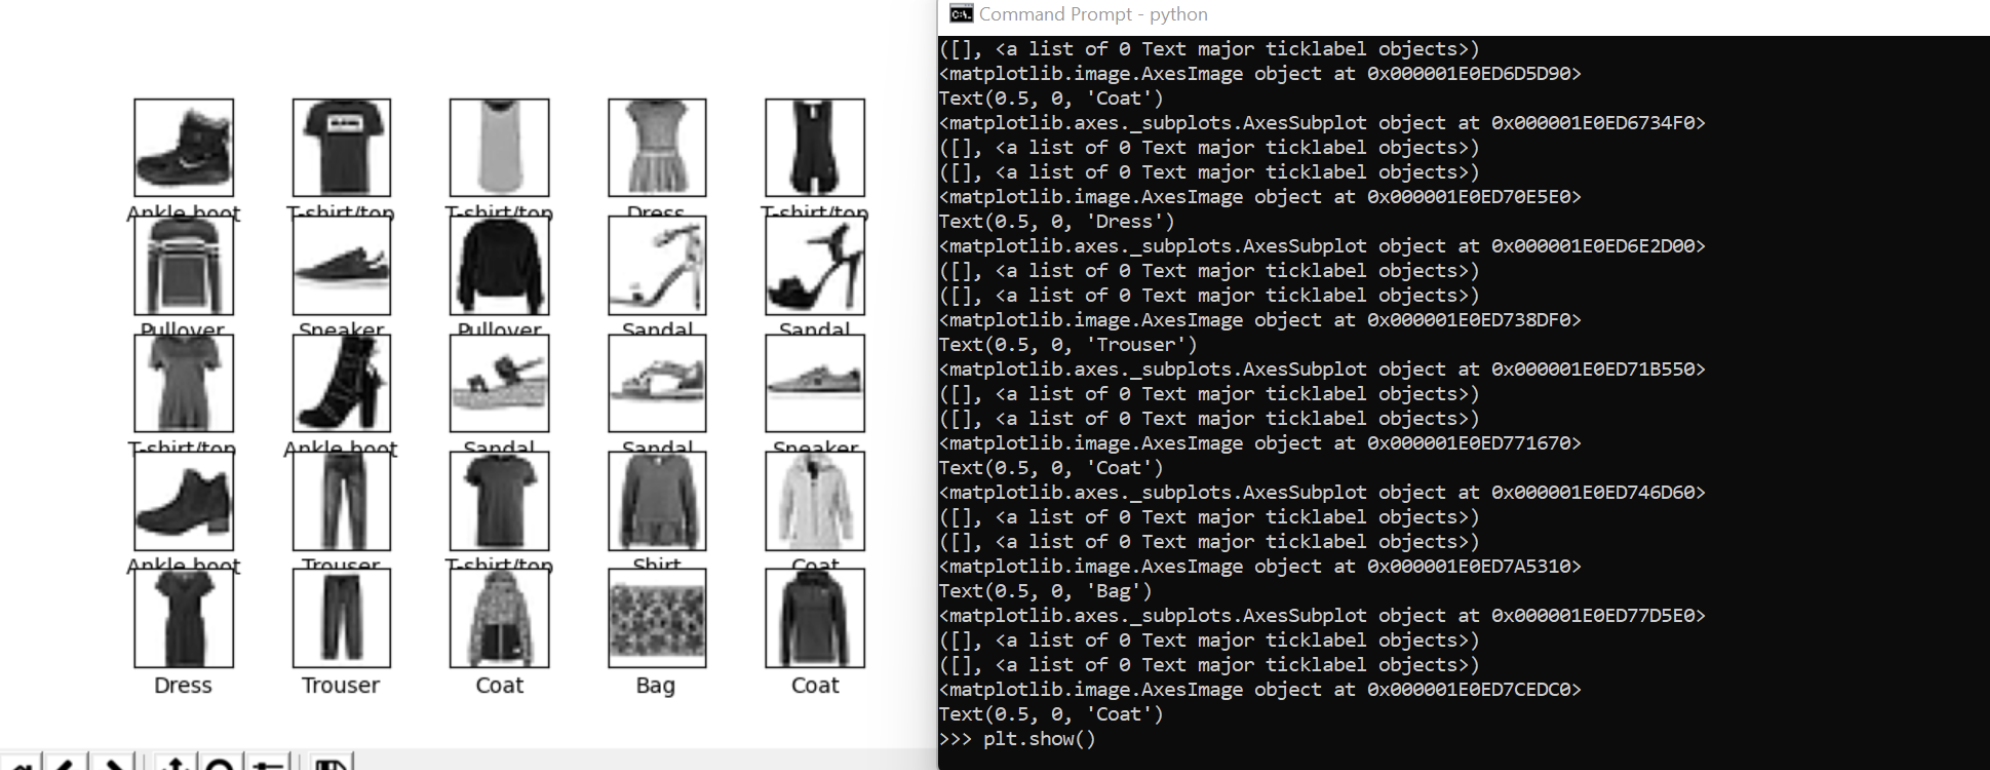 Ankle boot T-shirt/top T-shirt/top Dress T-shirt/top
Pullover Sneaker Pullover Sandal Sandal
T-shirt/top Ankle boot Sandal Sandal Sneaker
Ankle boot Trouser T-shirt/top Shirt Coat
Dress Trouser Coat Bag Coat
Command Prompt - python
([], <a list of 0 Text major ticklabel objects>)
<matplotlib.image.AxesImage object at 0x000001E0ED6D5D90>
Text(0.5, 0, 'Coat')
<matplotlib.axes._subplots.AxesSubplot object at 0x000001E0ED6734F0>
([], <a list of 0 Text major ticklabel objects>)
([], <a list of 0 Text major ticklabel objects>)
<matplotlib.image.AxesImage object at 0x000001E0ED70E5E0>
Text(0.5, 0, 'Dress')
<matplotlib.axes._subplots.AxesSubplot object at 0x000001E0ED6E2D00>
([], <a list of 0 Text major ticklabel objects>)
([], <a list of 0 Text major ticklabel objects>)
<matplotlib.image.AxesImage object at 0x000001E0ED738DF0>
Text(0.5, 0, 'Trouser')
<matplotlib.axes._subplots.AxesSubplot object at 0x000001E0ED71B550>
([], <a list of 0 Text major ticklabel objects>)
([], <a list of 0 Text major ticklabel objects>)
<matplotlib.image.AxesImage object at 0x000001E0ED771670>
Text(0.5, 0, 'Coat')
<matplotlib.axes._subplots.AxesSubplot object at 0x000001E0ED746D60>
([], <a list of 0 Text major ticklabel objects>)
([], <a list of 0 Text major ticklabel objects>)
<matplotlib.image.AxesImage object at 0x000001E0ED7A5310>
Text(0.5, 0, 'Bag')
<matplotlib.axes._subplots.AxesSubplot object at 0x000001E0ED77D5E0>
([], <a list of 0 Text major ticklabel objects>)
([], <a list of 0 Text major ticklabel objects>)
<matplotlib.image.AxesImage object at 0x000001E0ED7CEDC0>
Text(0.5, 0, 'Coat')
>>> plt.show()